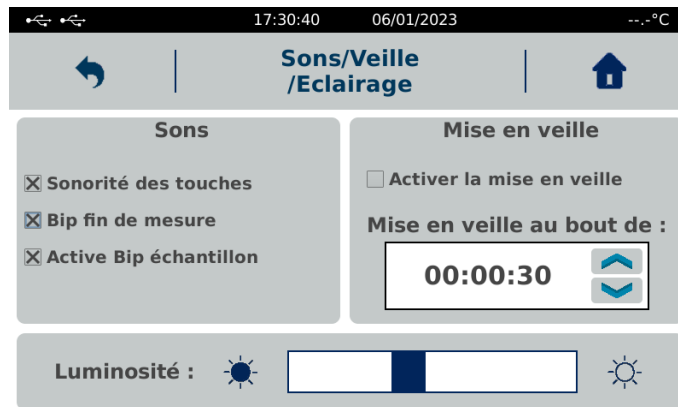 17:30:40 06/01/2023 --.-°C
Sons/Veille
/Eclairage
Sons
Sonorité des touches
Bip fin de mesure
Active Bip échantillon
Mise en veille
Activer la mise en veille
Mise en veille au bout de :
00:00:30
Luminosité :